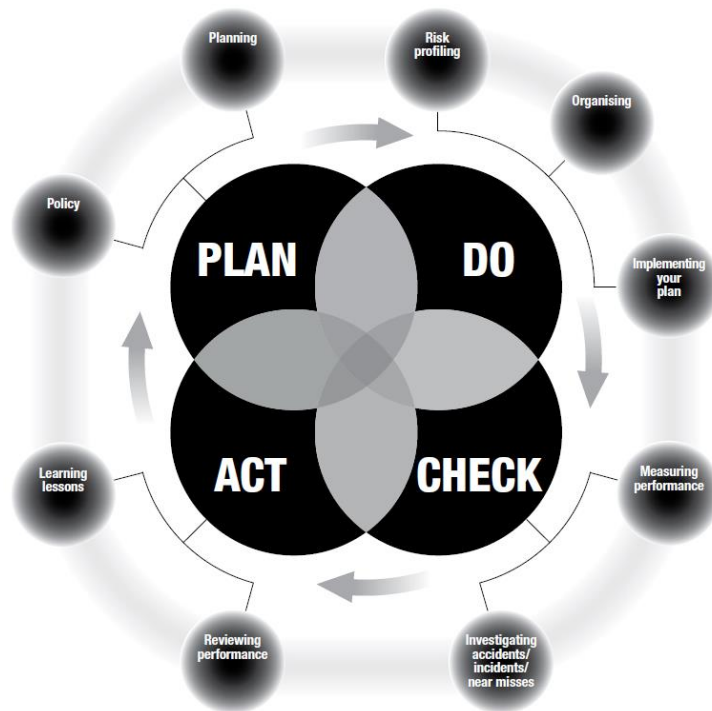 Planning
Risk
profiling
Organising
Policy
PLAN
DO
Implementing
your
plan
ACT
CHECK
Learning
lessons
Measuring
performance
Reviewing
performance
Investigating
accidents/
incidents/
near misses